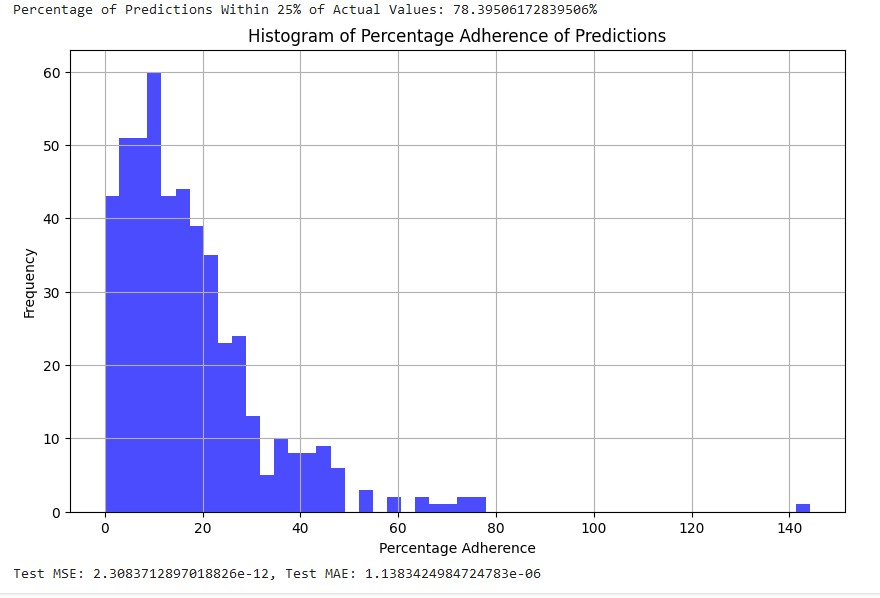 Percentage of Predictions Within 25% of Actual Values: 78.39506172839506%
Histogram of Percentage Adherence of Predictions
60
50
40
30
20
10
0
Frequency
0 20 40 60 80 100 120 140
Percentage Adherence
Test MSE: 2.3083712897018826e-12, Test MAE: 1.1383424984724783e-06